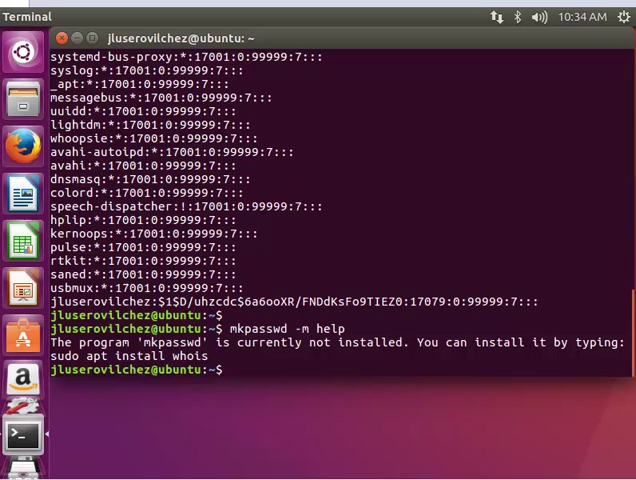 Terminal
10:34 AM
jluserovilchez@ubuntu: ~
systemd-bus-proxy:*:17001:0:99999:7:::
syslog:*:17001:0:99999:7:::
_apt:*:17001:0:99999:7:::
messagebus:*:17001:0:99999:7:::
uuidd:*:17001:0:99999:7:::
lightdm:*:17001:0:99999:7:::
whoopsie:*:17001:0:99999:7:::
avahi-autoipd:*:17001:0:99999:7:::
avahi:*:17001:0:99999:7:::
dnsmasq:*:17001:0:99999:7:::
colord:*:17001:0:99999:7:::
speech-dispatcher:!:17001:0:99999:7:::
hplip:*:17001:0:99999:7:::
kernoops:*:17001:0:99999:7:::
pulse:*:17001:0:99999:7:::
rtkit:*:17001:0:99999:7:::
saned:*:17001:0:99999:7:::
usbmux:*:17001:0:99999:7:::
jluserovilchez:$1$D/uhzcdc$6a6ooXR/FNDdKsFo9TIEZ0:17079:0:99999:7:::
jluserovilchez@ubuntu:~$
jluserovilchez@ubuntu:~$ mkpasswd -m help
The program 'mkpasswd' is currently not installed. You can install it by typing:
sudo apt install whois
jluserovilchez@ubuntu:~$